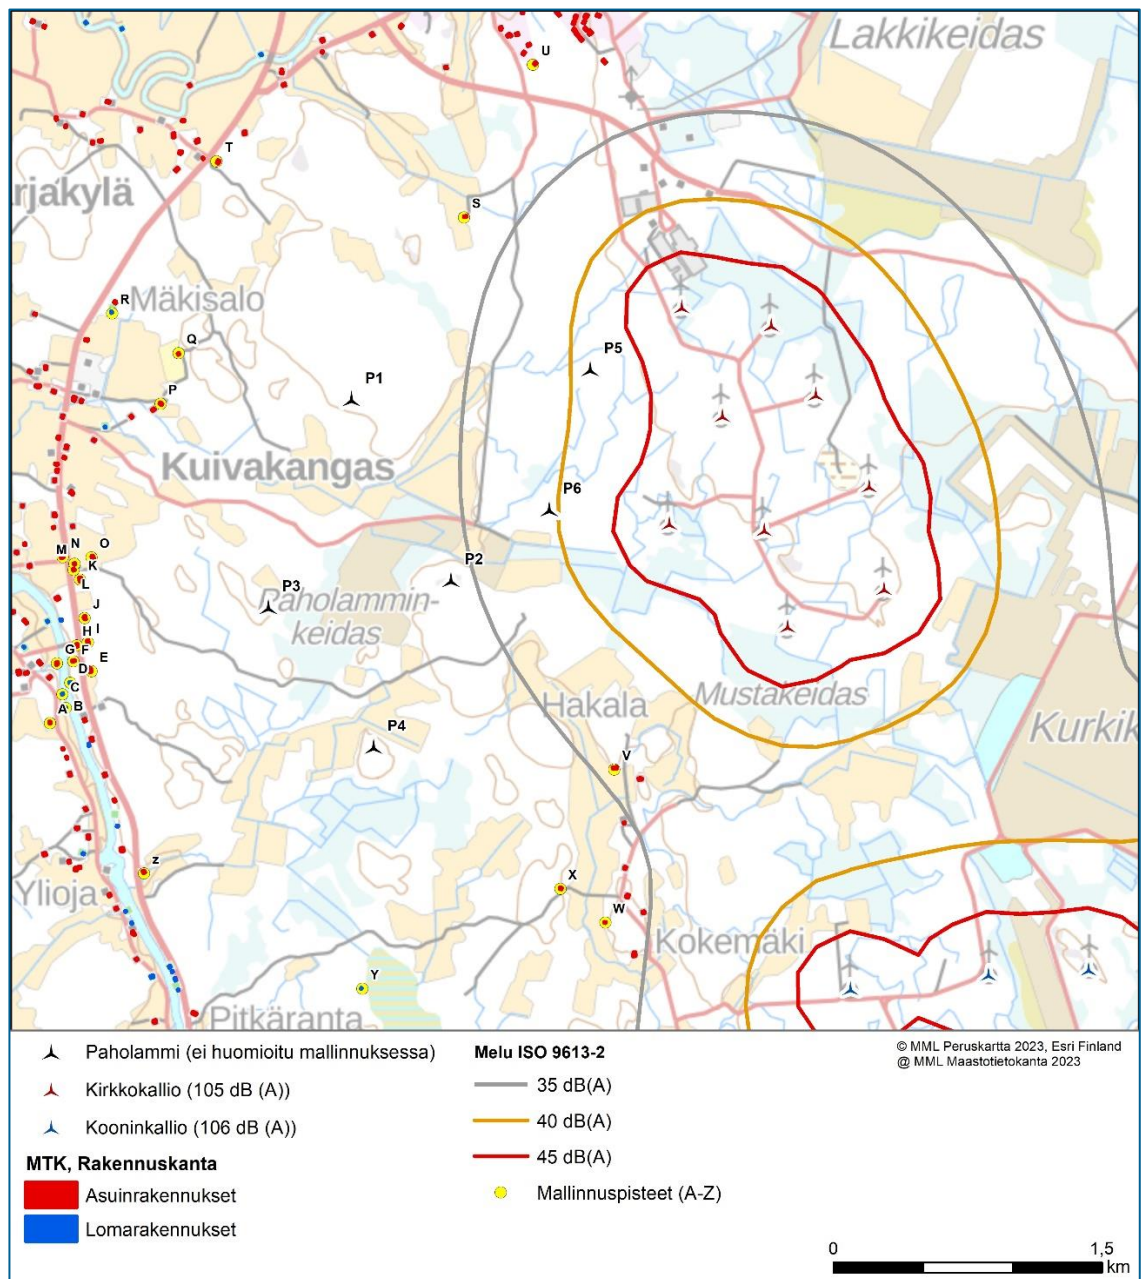 Lakkikeidas
U
T
rjakylä
S
R
Mäkisalo
Q
P5
P1
P
Kuivakangas
P6
M
N
O
K
P2
L
P3
Paholammin-
keidas
J
H
I
G
F
D
E
C
Mustakeidas
A
B
Hakala
Kurkik
P4
V
z
X
Ylioja
W
Kokemäki
Y
Pitkäranta
Paholammi (ei huomioitu mallinnuksessa)
Kirkkokallio (105 dB (A))
Kooninkallio (106 dB (A))
MTK, Rakennuskanta
Asuinrakennukset
Lomarakennukset
Melu ISO 9613-2
35 dB(A)
40 dB(A)
45 dB(A)
Mallinnuspisteet (A-Z)
© MML Peruskartta 2023, Esri Finland
@ MML Maastotietokanta 2023
0
1,5
km